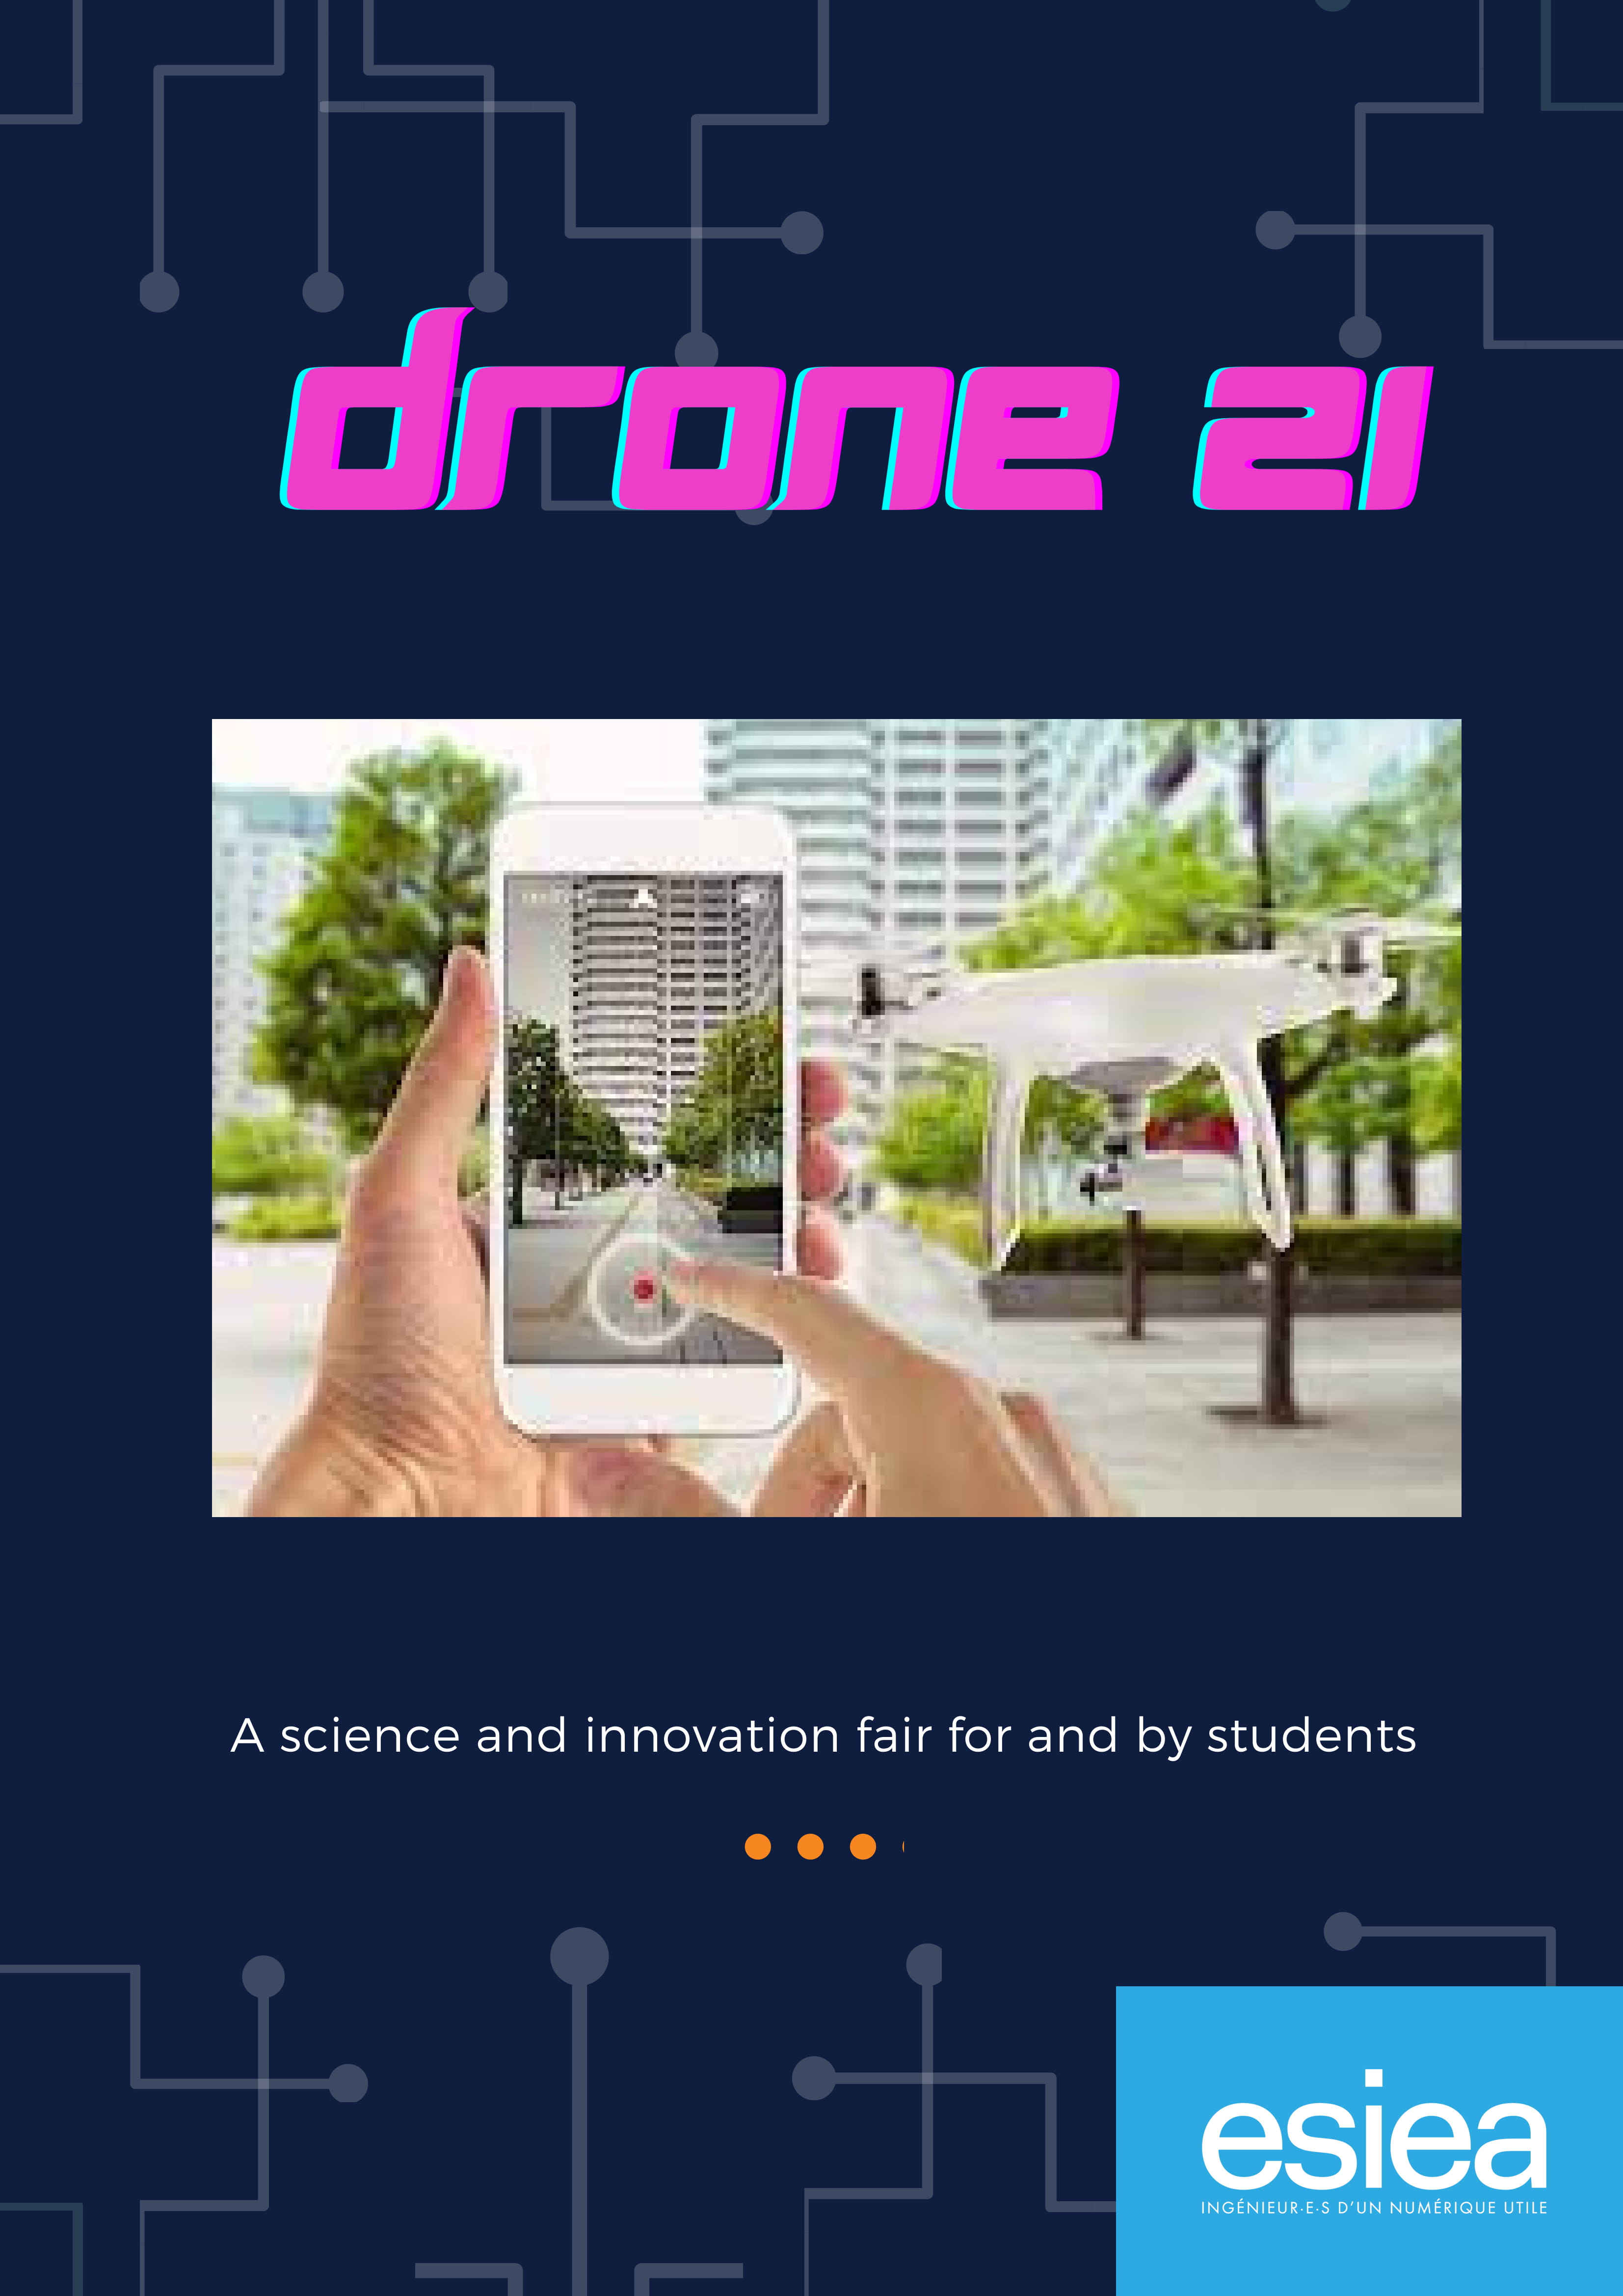 drone 21
A science and innovation fair for and by students
esiea
INGÉNIEUR·E·S D'UN NUMÉRIQUE UTILE